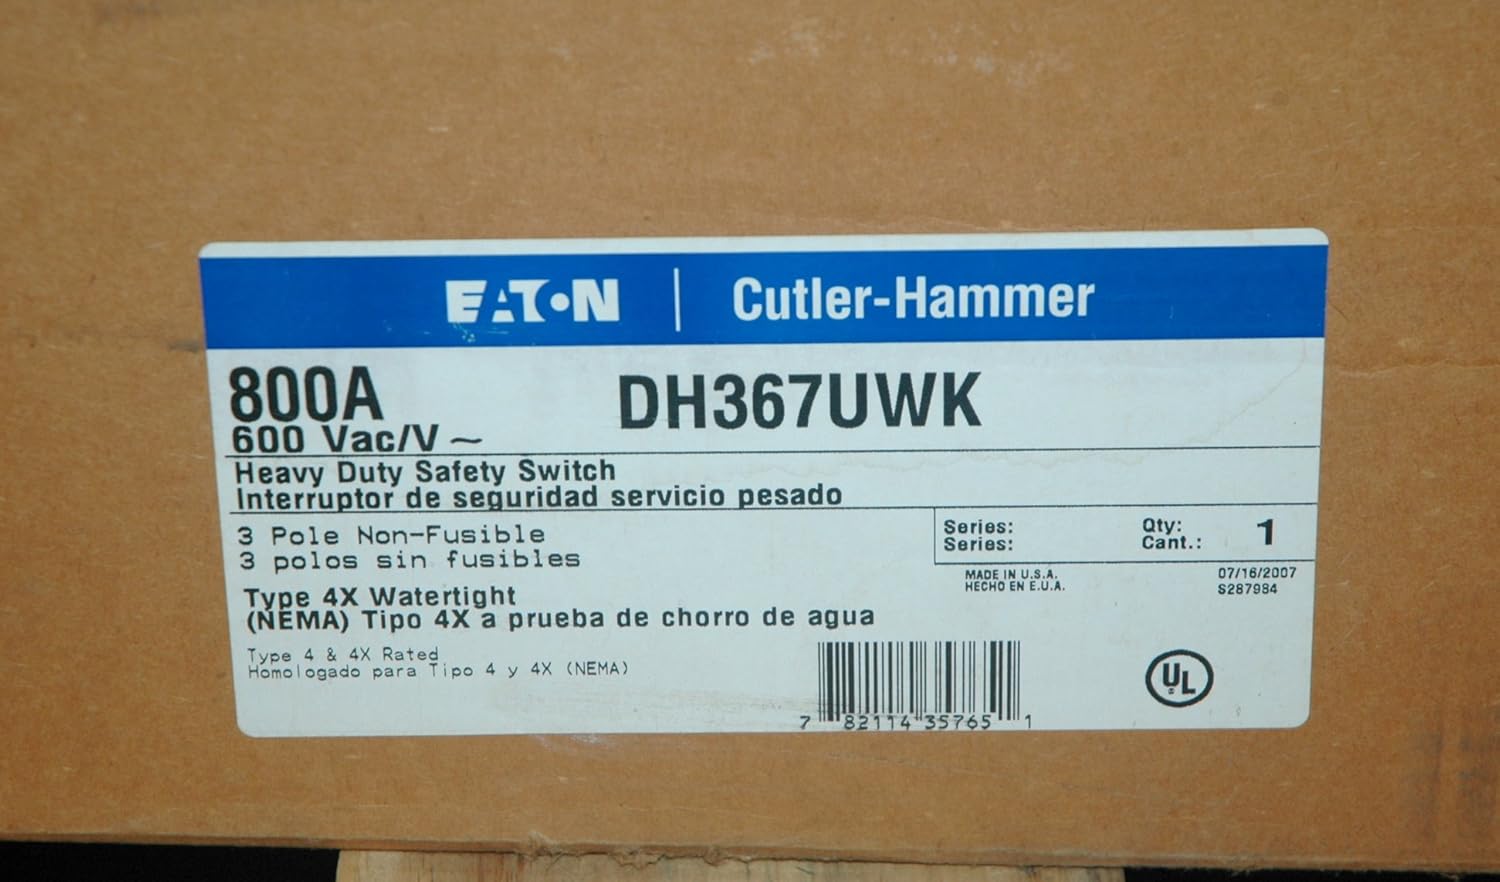 EATON | Cutler-Hammer
800A DH367UWK
600 Vac/V ~
Heavy Duty Safety Switch
Interruptor de seguridad servicio pesado
3 Pole Non-Fusible
3 polos sin fusibles
Series: Qty: 1
Series: Cant.:
MADE IN U.S.A. 07/16/2007
HECHO EN E.U.A. S287984
Type 4X Watertight
(NEMA) Tipo 4X a prueba de chorro de agua
Type 4 & 4X Rated
Homologado para Tipo 4 y 4X (NEMA)
UL
7 82114 35765 1